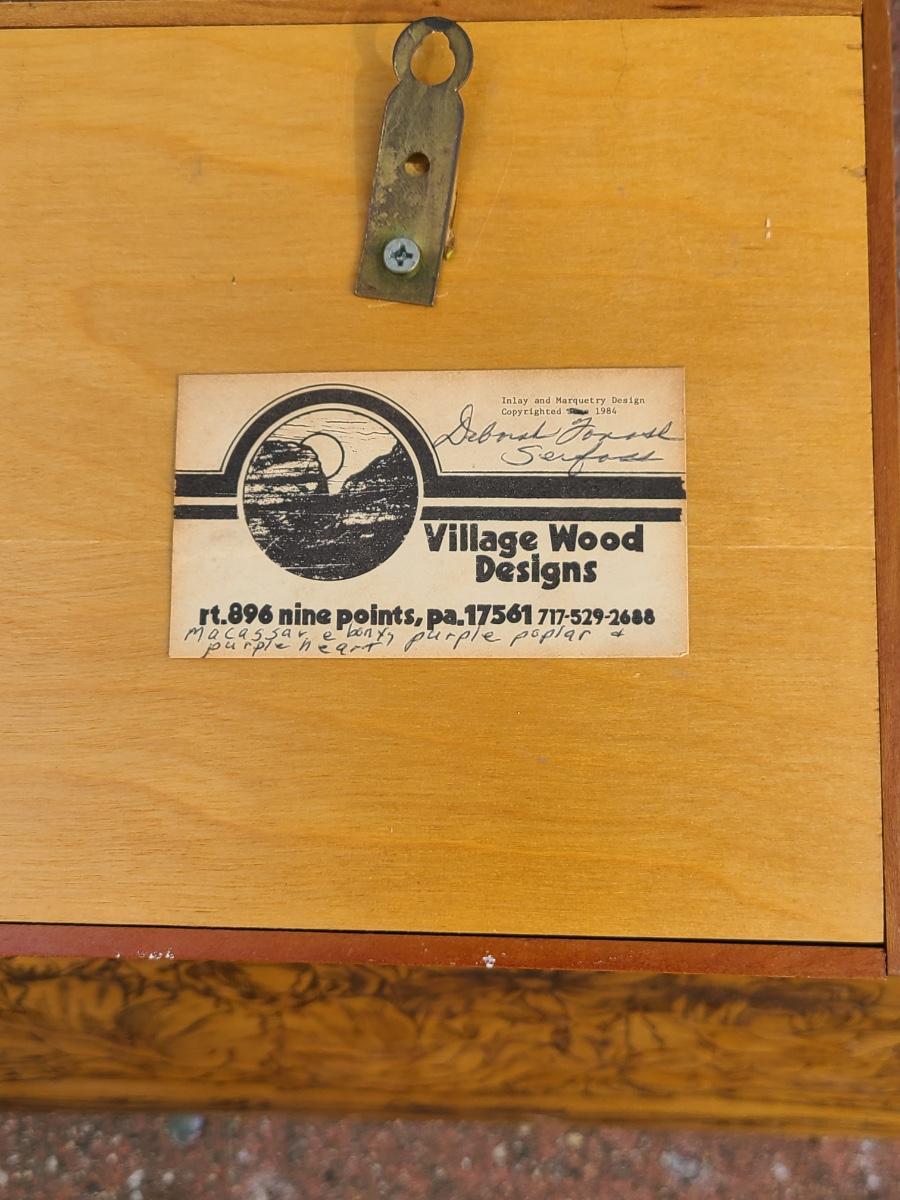 Inlay and Marquetry Design
Copyrighted 1984
Deborah
Serfoss
Village Wood
Designs
rt.896 nine points, pa.17561 717-529-2688
Macassar ebony, purple poplar &
purple heart